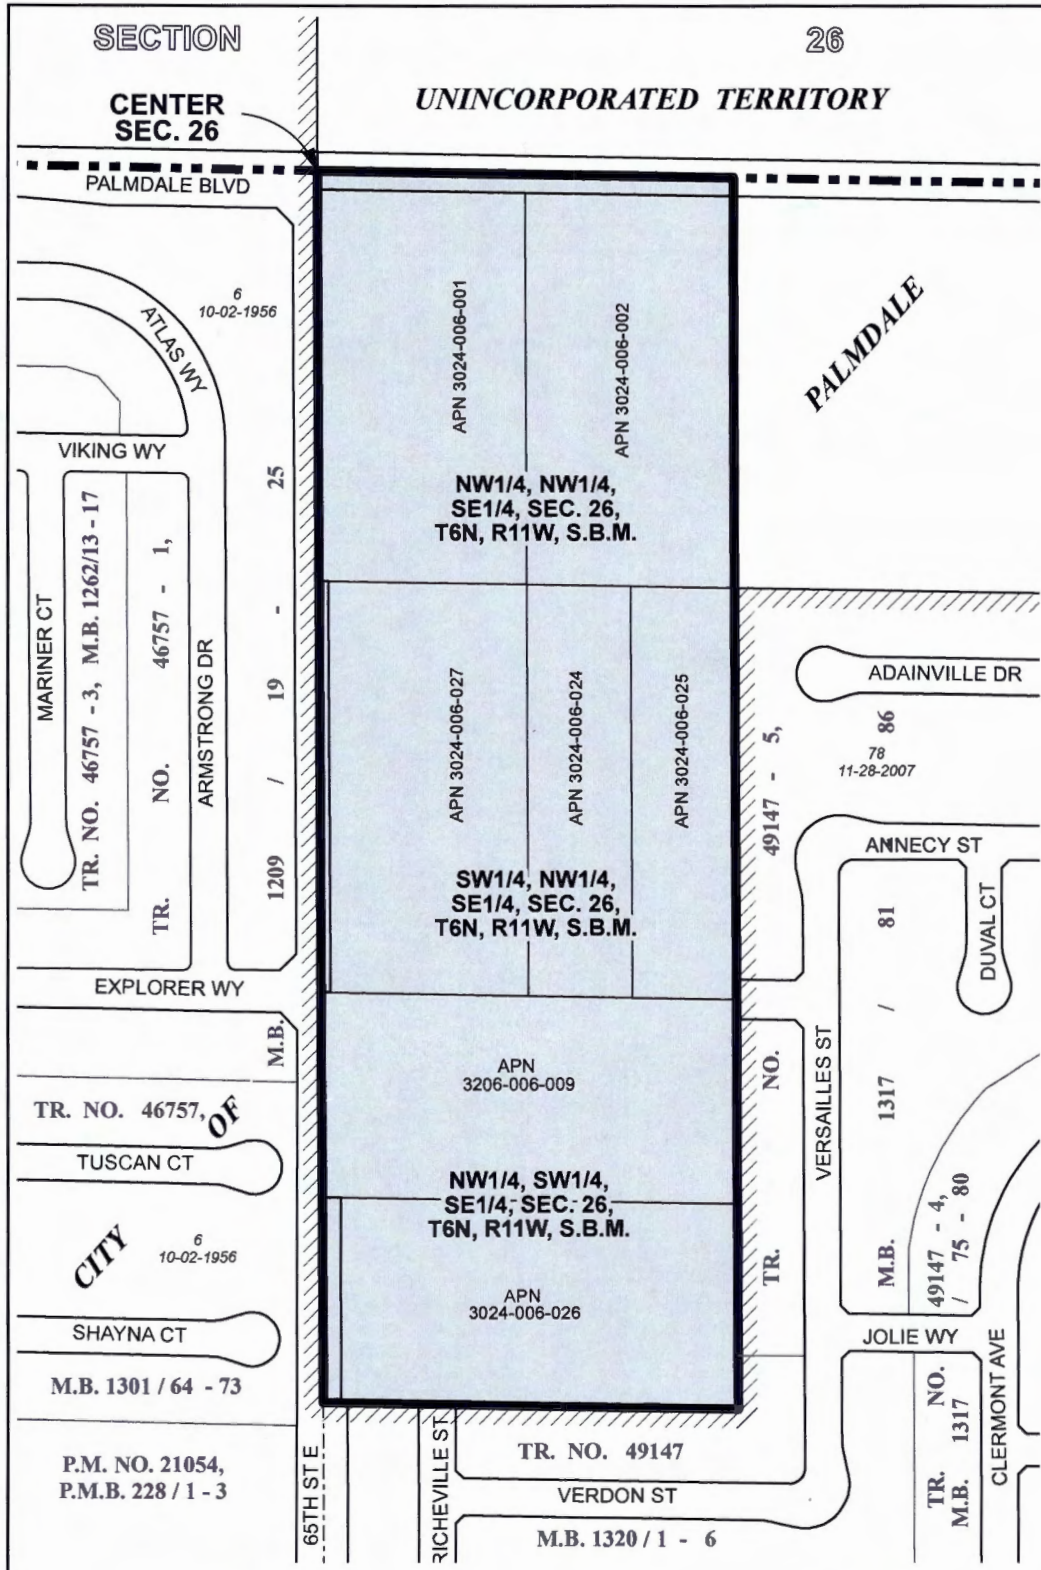 SECTION
26
UNINCORPORATED TERRITORY
CENTER
SEC. 26
PALMDALE BLVD
6
10-02-1956
ATLAS WY
PALMDALE
APN 3024-006-001
APN 3024-006-002
VIKING WY
NW1/4, NW1/4,
SE1/4, SEC. 26,
T6N, R11W, S.B.M.
MARINER CT
TR. NO. 46757 - 3, M.B. 1262/13 - 17
TR. NO. 46757 - 1,
ARMSTRONG DR
M.B. 1209 / 19 - 25
APN 3024-006-027
APN 3024-006-024
APN 3024-006-025
TR. NO. 49147 - 5,
ADAINVILLE DR
78
11-28-2007
M.B. 1317 / 81 86
ANNECY ST
DUVAL CT
SW1/4, NW1/4,
SE1/4, SEC. 26,
T6N, R11W, S.B.M.
EXPLORER WY
APN
3206-006-009
VERSAILLES ST
TR. NO. 46757,
OF
TUSCAN CT
NW1/4, SW1/4,
SE1/4, SEC. 26,
T6N, R11W, S.B.M.
CITY
6
10-02-1956
APN
3024-006-026
49147 - 4,
/ 75 - 80
SHAYNA CT
JOLIE WY
M.B. 1301 / 64 - 73
TR. NO.
M.B. 1317
CLERMONT AVE
P.M. NO. 21054,
P.M.B. 228 / 1 - 3
65TH ST E
RICHEVILLE ST
TR. NO. 49147
VERDON ST
M.B. 1320 / 1 - 6